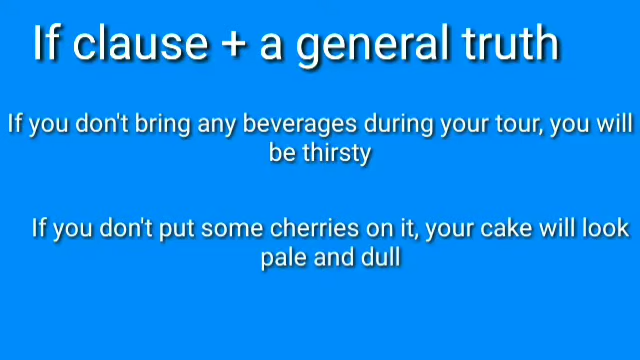 If clause + a general truth
If you don't bring any beverages during your tour, you will
be thirsty
If you don't put some cherries on it, your cake will look
pale and dull